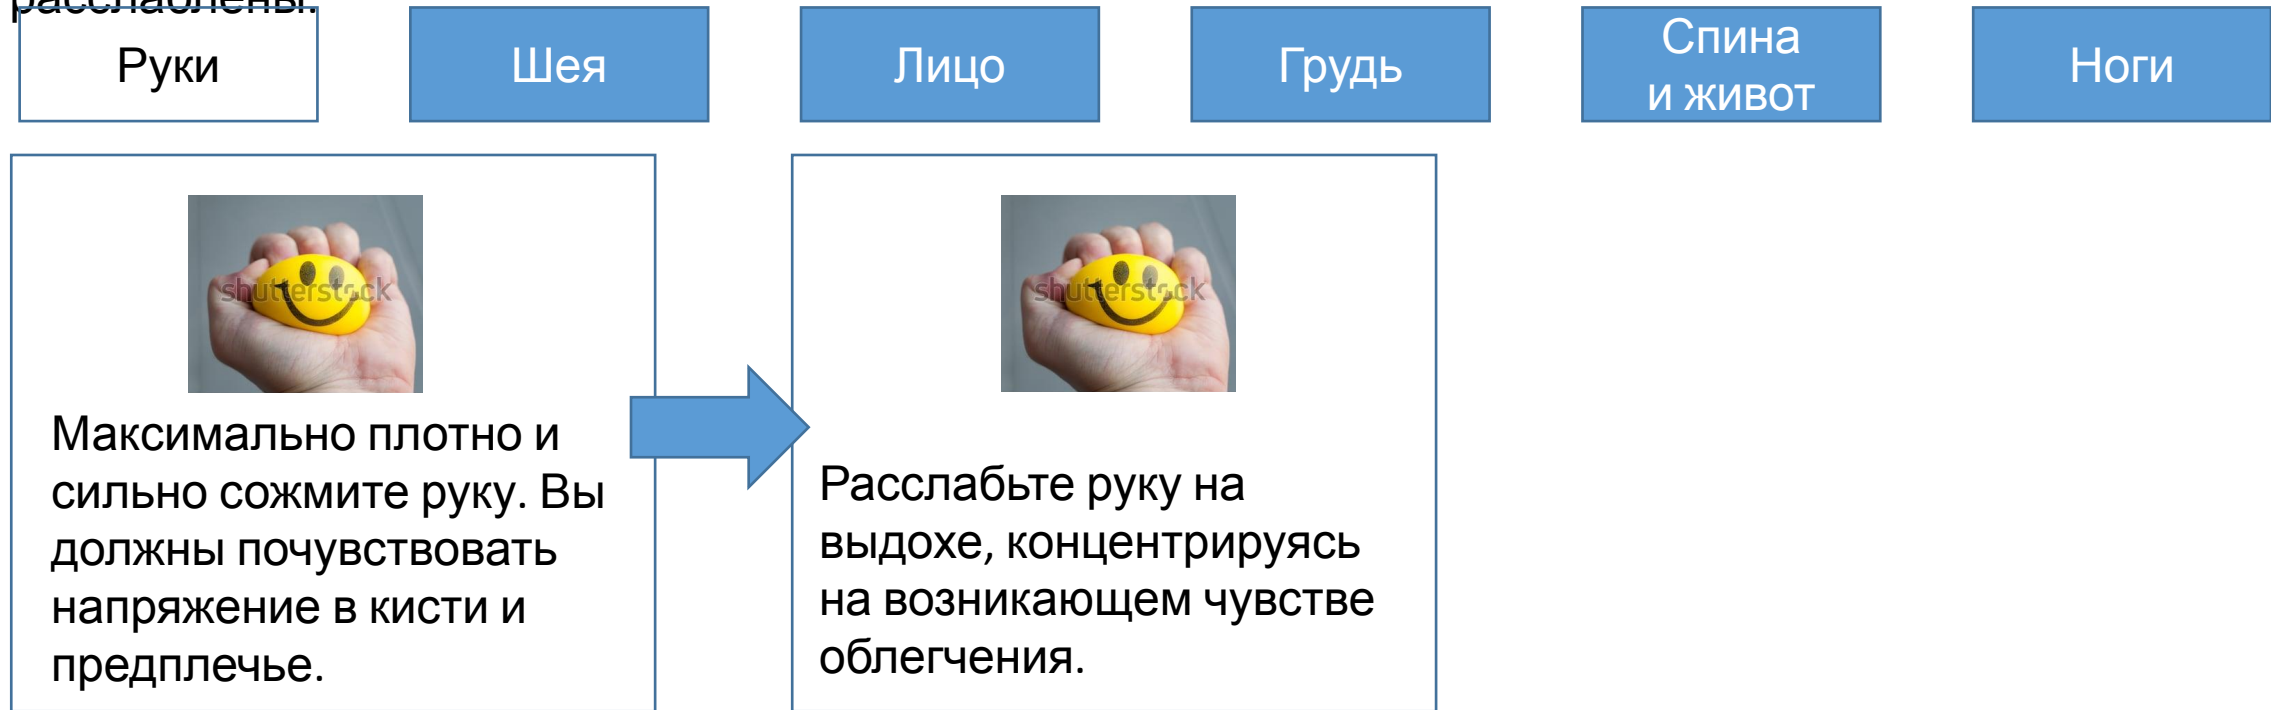 расслаблены.
Руки
Шея
Лицо
Грудь
Спина
и живот
Ноги
shutterstock
shutterstock
Максимально плотно и
сильно сожмите руку. Вы
должны почувствовать
напряжение в кисти и
предплечье.
Расслабьте руку на
выдохе, концентрируясь
на возникающем чувстве
облегчения.